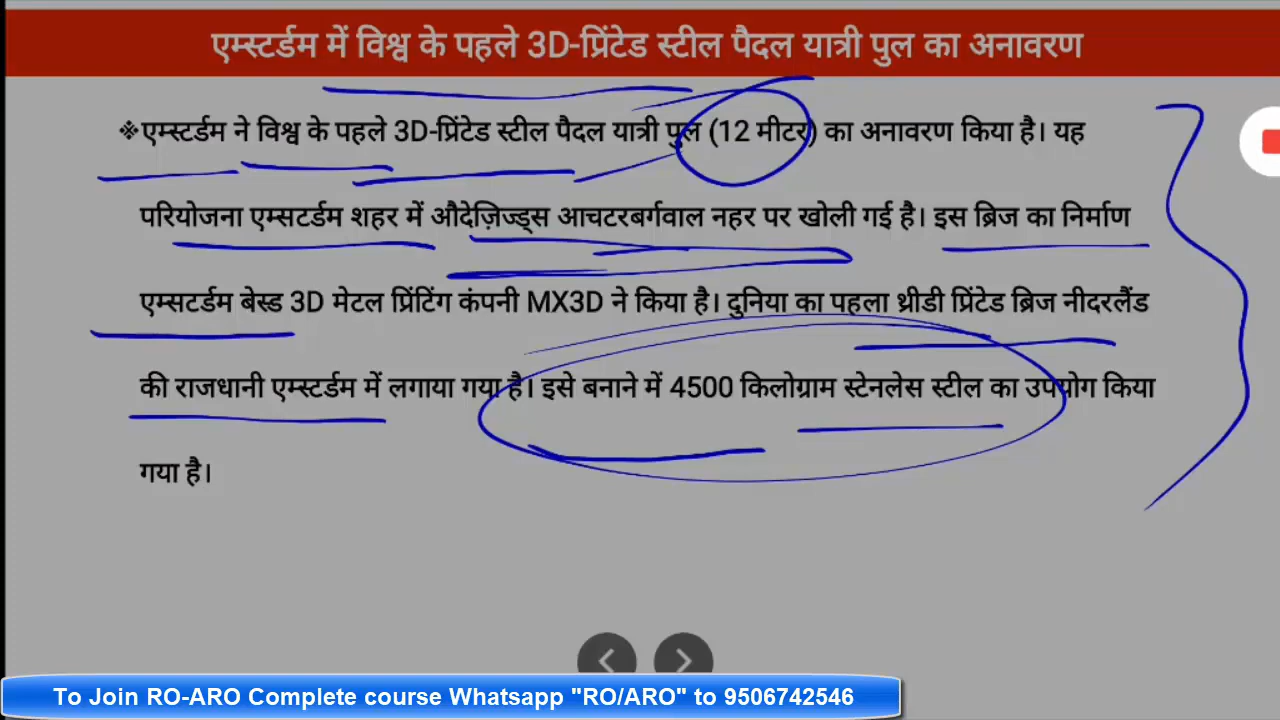 एम्स्टर्डम में विश्व के पहले 3D-प्रिंटेड स्टील पैदल यात्री पुल का अनावरण
❖एम्स्टर्डम ने विश्व के पहले 3D-प्रिंटेड स्टील पैदल यात्री पुल (12 मीटर) का अनावरण किया है। यह
परियोजना एम्सटर्डम शहर में औदेज़िज्ड्स आचटरबर्गवाल नहर पर खोली गई है। इस ब्रिज का निर्माण
एम्सटर्डम बेस्ड 3D मेटल प्रिंटिंग कंपनी MX3D ने किया है। दुनिया का पहला थ्रीडी प्रिंटेड ब्रिज नीदरलैंड
की राजधानी एम्स्टर्डम में लगाया गया है। इसे बनाने में 4500 किलोग्राम स्टेनलेस स्टील का उपयोग किया
गया है।
To Join RO-ARO Complete course Whatsapp "RO/ARO" to 9506742546